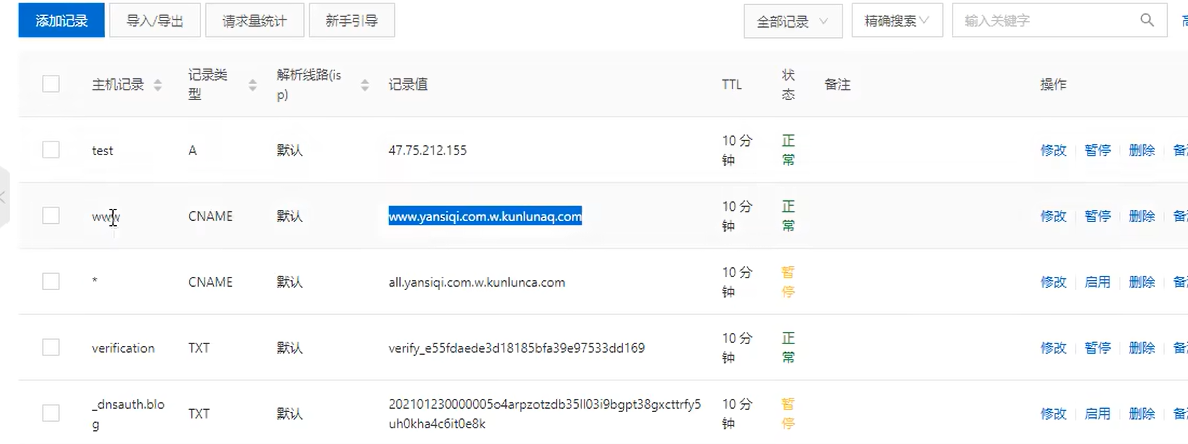 添加记录 导入/导出 请求量统计 新手引导 全部记录 精确搜索 输入关键字
主机记录 记录类型 解析线路(isp) 记录值 TTL 状态 备注 操作
test A 默认 47.75.212.155 10 分钟 正常 修改 暂停 删除 备
www CNAME 默认 www.yansiqi.com.w.kunlunaq.com 10 分钟 正常 修改 暂停 删除 备
* CNAME 默认 all.yansiqi.com.w.kunlunca.com 10 分钟 暂停 修改 启用 删除 备
verification TXT 默认 verify_e55fdaede3d18185bfa39e97533dd169 10 分钟 正常 修改 暂停 删除 备
_dnsauth.blog TXT 默认 202101230000005o4arpzotzdb35ll03i9bgpt38gxcttrfy5uh0kha4c6it0e8k 10 分钟 暂停 修改 启用 删除 备